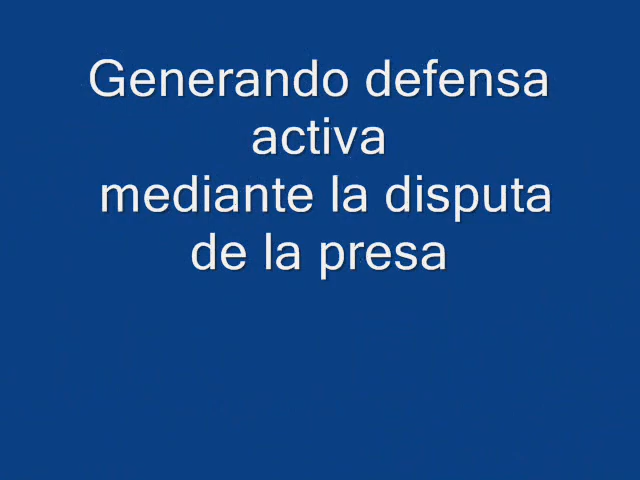 Generando defensa
activa
mediante la disputa
de la presa